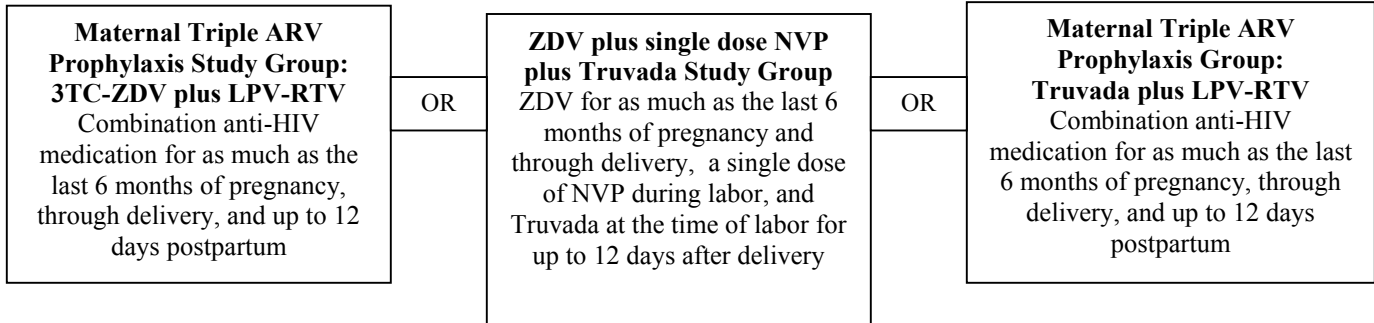 Maternal Triple ARV
Prophylaxis Study Group:
3TC-ZDV plus LPV-RTV
Combination anti-HIV
medication for as much as the
last 6 months of pregnancy,
through delivery, and up to 12
days postpartum
OR
ZDV plus single dose NVP
plus Truvada Study Group
ZDV for as much as the last 6
months of pregnancy and
through delivery, a single dose
of NVP during labor, and
Truvada at the time of labor for
up to 12 days after delivery
OR
Maternal Triple ARV
Prophylaxis Group:
Truvada plus LPV-RTV
Combination anti-HIV
medication for as much as the last
6 months of pregnancy, through
delivery, and up to 12 days
postpartum